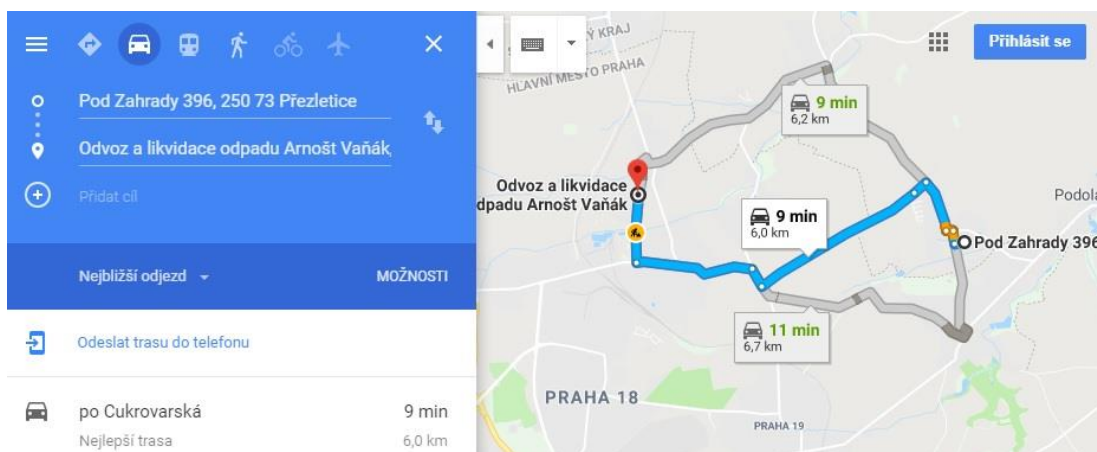 Pod Zahrady 396, 250 73 Přezletice
Odvoz a likvidace odpadu Arnošt Vaňák,
Přidat cíl
Nejbližší odjezd
MOŽNOSTI
Odeslat trasu do telefonu
po Cukrovarská
9 min
Nejlepší trasa
6,0 km
Ý KRAJ
HLAVNÍ MĚSTO PRAHA
Přihlásit se
9 min
6,2 km
Odvoz a likvidace
dpadu Arnošt Vaňák
9 min
6,0 km
Podola
Pod Zahrady 396
11 min
6,7 km
PRAHA 18
PRAHA 19